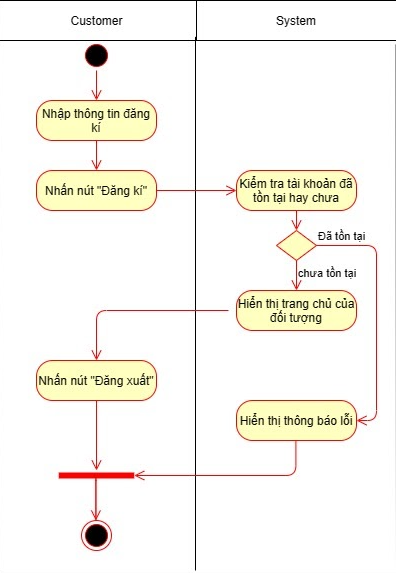 Customer
System
Nhập thông tin đăng
kí
Nhấn nút "Đăng kí"
Kiểm tra tài khoản đã
tồn tại hay chưa
Đã tồn tại
chưa tồn tại
Hiển thị trang chủ của
đối tượng
Nhấn nút "Đăng xuất"
Hiển thị thông báo lỗi